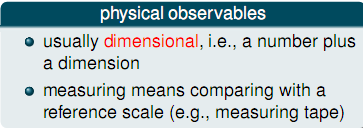 physical observables
usually dimensional, i.e., a number plus
a dimension
measuring means comparing with a
reference scale (e.g., measuring tape)